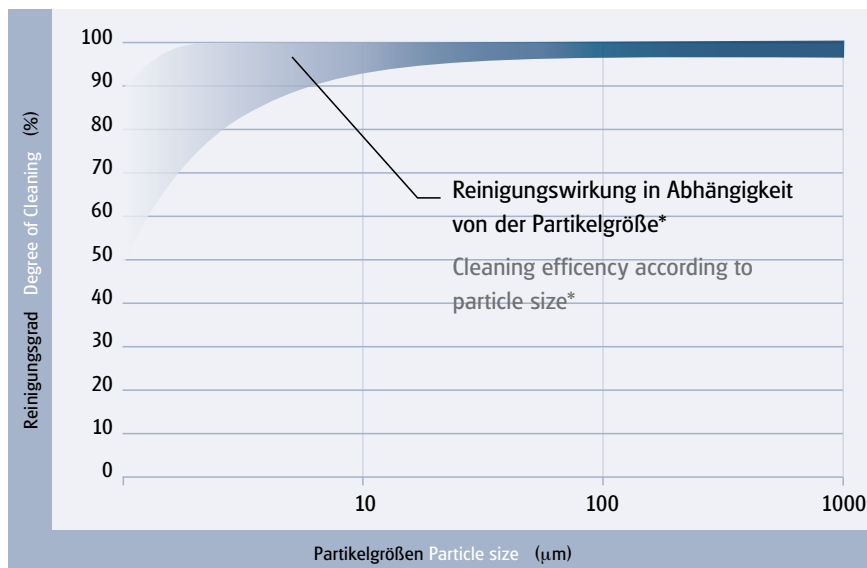 Reinigungsgrad Degree of Cleaning (%)
100
90
80
70
60
50
40
30
20
10
0
Reinigungswirkung in Abhängigkeit
von der Partikelgröße*
Cleaning efficency according to
particle size*
10 100 1000
Partikelgrößen Particle size (µm)